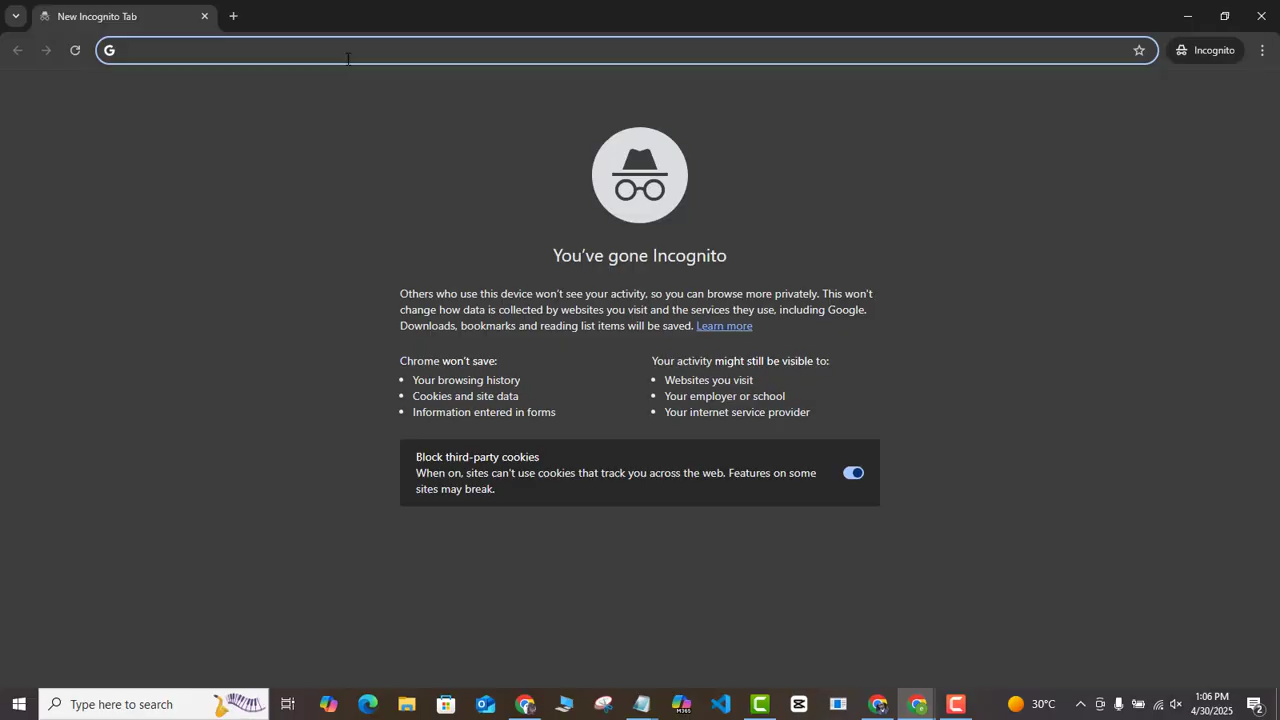 New Incognito Tab
Incognito
You've gone Incognito
Others who use this device won't see your activity, so you can browse more privately. This won't
change how data is collected by websites you visit and the services they use, including Google.
Downloads, bookmarks and reading list items will be saved. Learn more
Chrome won't save:
• Your browsing history
• Cookies and site data
• Information entered in forms
Your activity might still be visible to:
• Websites you visit
• Your employer or school
• Your internet service provider
Block third-party cookies
When on, sites can't use cookies that track you across the web. Features on some
sites may break.
Type here to search
M365
30°C
1:06 PM
4/30/2025
2